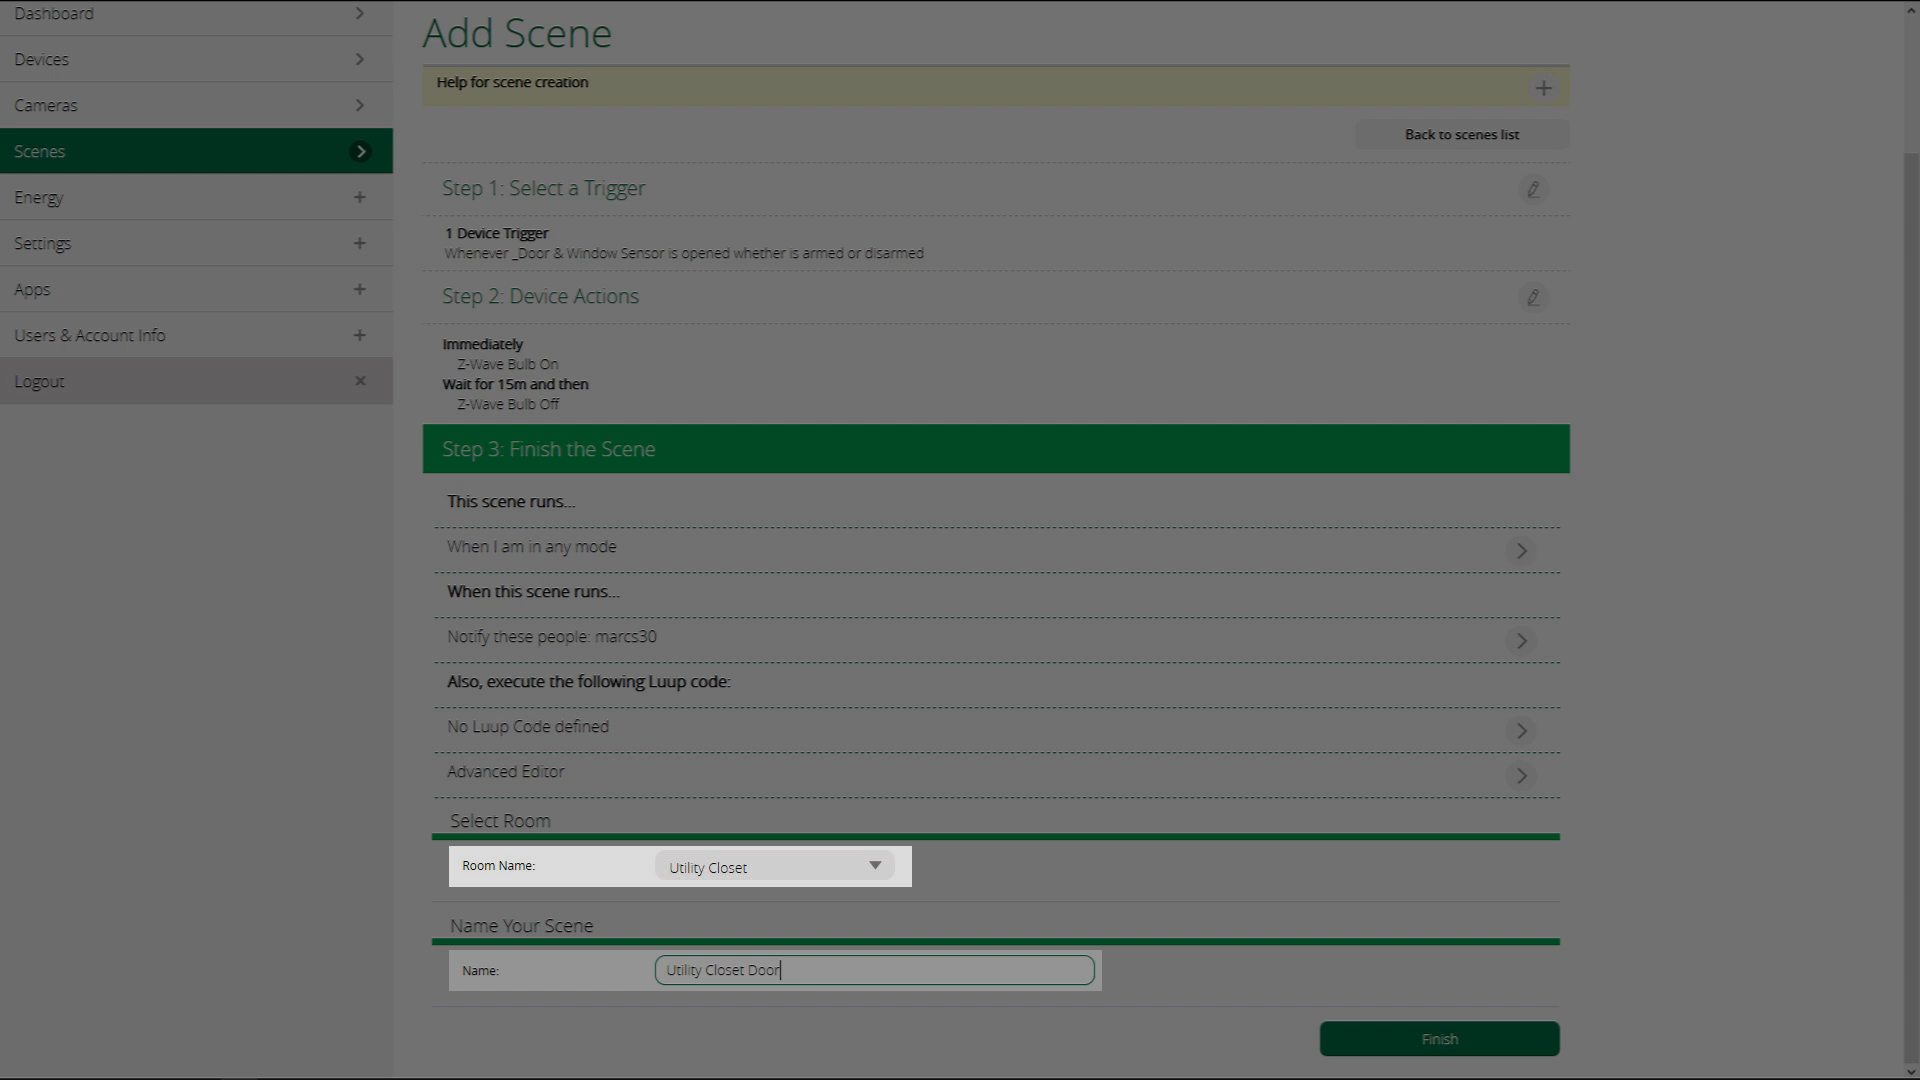 Dashboard
Devices
Cameras
Scenes
Energy
Settings
Apps
Users & Account Info
Logout
Add Scene
Help for scene creation
Back to scenes list
Step 1: Select a Trigger
1 Device Trigger
Whenever _Door & Window Sensor is opened whether is armed or disarmed
Step 2: Device Actions
Immediately
Z-Wave Bulb On
Wait for 15m and then
Z-Wave Bulb Off
Step 3: Finish the Scene
This scene runs...
When I am in any mode
When this scene runs...
Notify these people: marcs30
Also, execute the following Luup code:
No Luup Code defined
Advanced Editor
Select Room
Room Name: Utility Closet
Name Your Scene
Name: Utility Closet Door
Finish